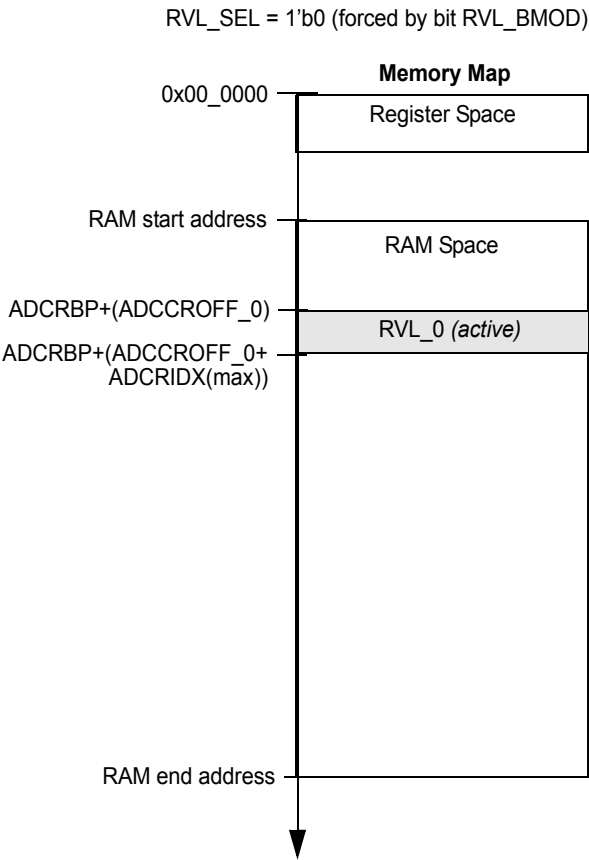 RVL_SEL = 1'b0 (forced by bit RVL_BMOD)
Memory Map
0x00_0000
Register Space
RAM start address
RAM Space
ADCRBP+(ADCCROFF_0)
RVL_0 (active)
ADCRBP+(ADCCROFF_0+
ADCRIDX(max))
RAM end address